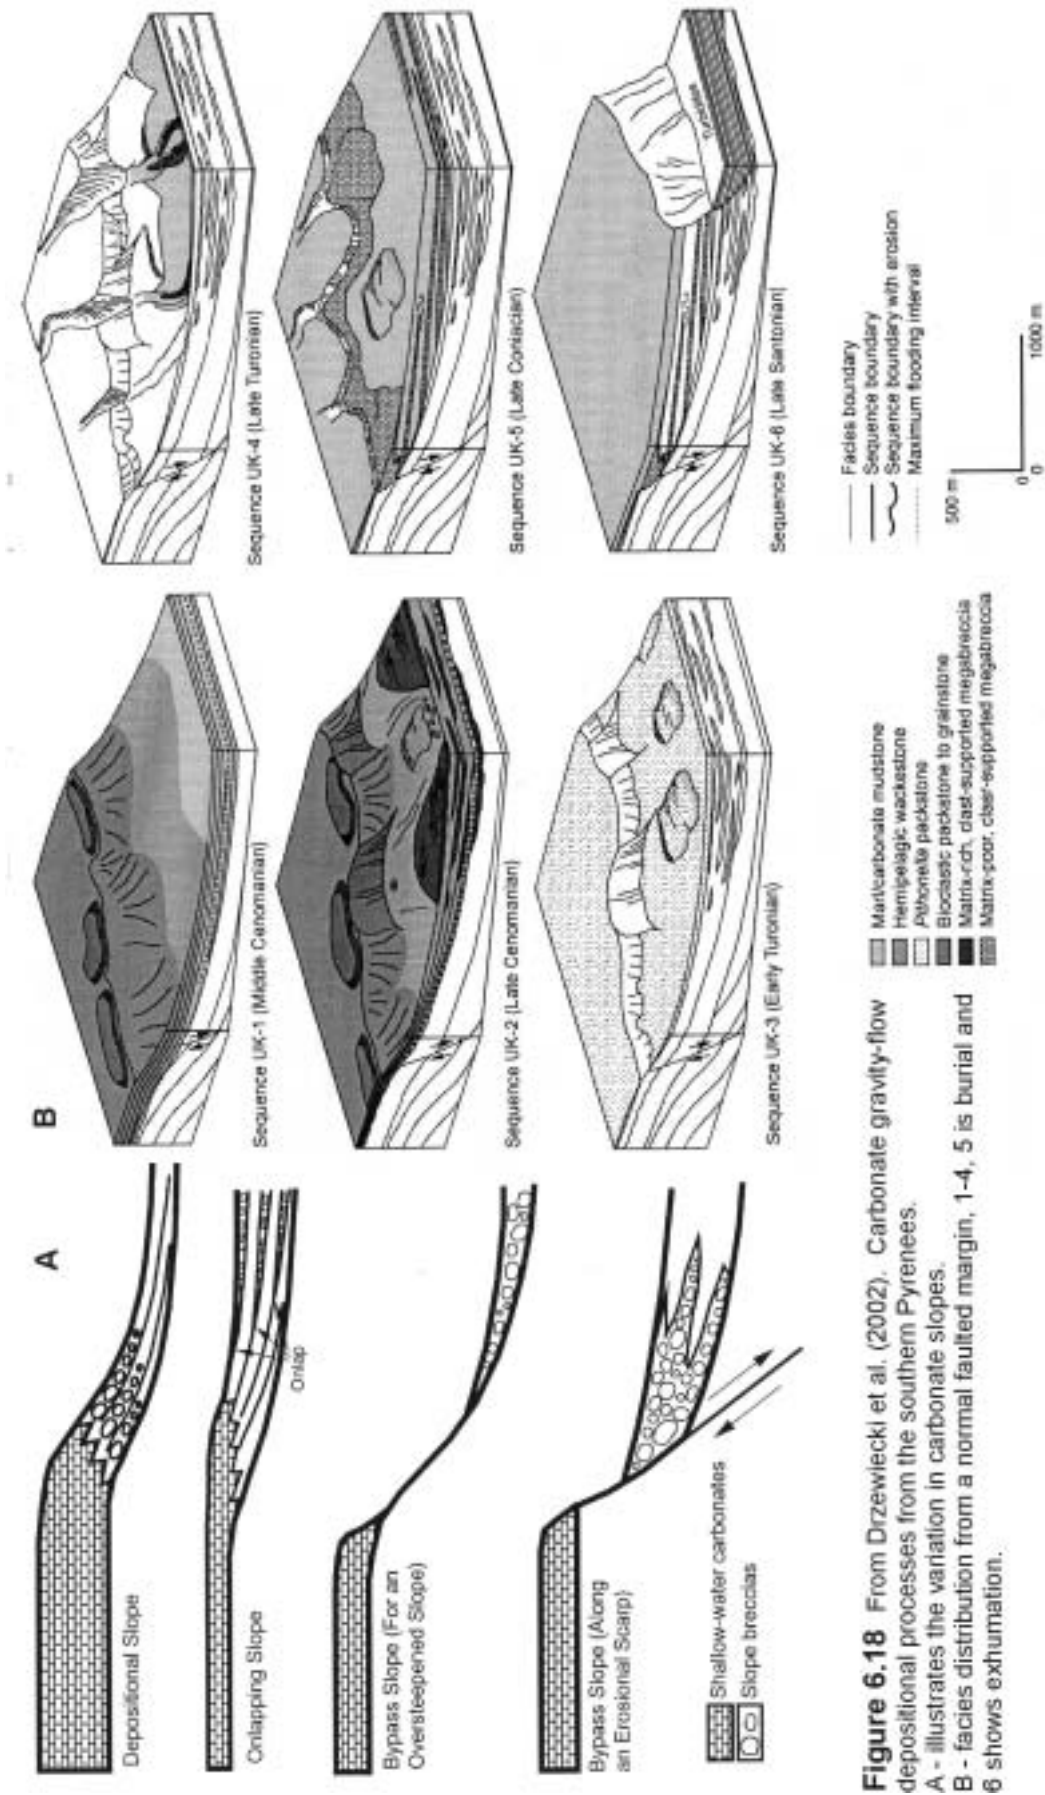 A
Depositional Slope
Onlap
Onlapping Slope
Bypass Slope (For an
Oversteepened Slope)
Bypass Slope (Along
an Erosional Scarp)
Shallow-water carbonates
Slope breccias
B
Sequence UK-1 (Middle Cenomanian)
Sequence UK-2 (Late Cenomanian)
Sequence UK-3 (Early Turonian)
Sequence UK-4 (Late Turonian)
Sequence UK-5 (Late Coniacian)
Turbidites
Sequence UK-6 (Late Santonian)
Marl/carbonate mudstone
Hemipelagic wackestone
Pithonella packstone
Bioclastic packstone to grainstone
Matrix-rich, clast-supported megabreccia
Matrix-poor, clast-supported megabreccia
Facies boundary
Sequence boundary
Sequence boundary with erosion
Maximum flooding interval
500 m
0
0
1000 m
Figure 6.18 From Drzewiecki et al. (2002). Carbonate gravity-flow
depositional processes from the southern Pyrenees.
A - illustrates the variation in carbonate slopes.
B - facies distribution from a normal faulted margin, 1-4, 5 is burial and
6 shows exhumation.